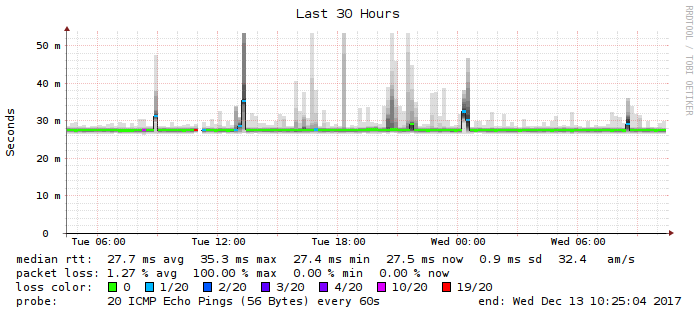 Last 30 Hours
RRDTOOL / TOBI OETIKER
Seconds
50 m
40 m
30 m
20 m
10 m
0
Tue 06:00 Tue 12:00 Tue 18:00 Wed 00:00 Wed 06:00
median rtt: 27.7 ms avg 35.3 ms max 27.4 ms min 27.5 ms now 0.9 ms sd 32.4 am/s
packet loss: 1.27 % avg 100.00 % max 0.00 % min 0.00 % now
loss color: 0 1/20 2/20 3/20 4/20 10/20 19/20
probe: 20 ICMP Echo Pings (56 Bytes) every 60s end: Wed Dec 13 10:25:04 2017